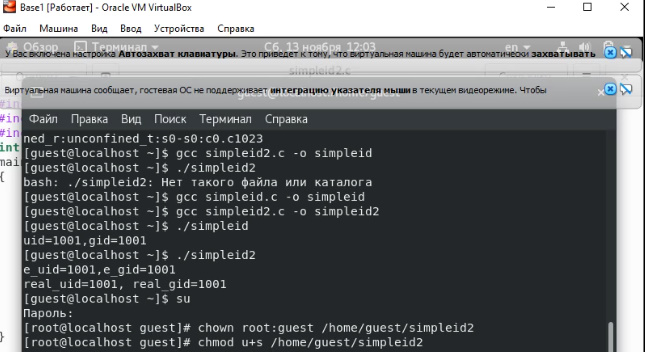 Base1 [Работает] - Oracle VM VirtualBox
Файл Машина Вид Ввод Устройства Справка
Обзор Терминал Сб, 13 ноября 12:03 en
У Вас включена настройка Автозахват клавиатуры. Это приведет к тому, что виртуальная машина будет автоматически захватывать
simpleid2.c
Виртуальная машина сообщает, гостевая ОС не поддерживает интеграцию указателя мыши в текущем видеорежиме. Чтобы
Файл Правка Вид Поиск Терминал Справка
ned_r:unconfined_t:s0-s0:c0.c1023
[guest@localhost ~]$ gcc simpleid2.c -o simpleid
[guest@localhost ~]$ ./simpleid2
bash: ./simpleid2: Нет такого файла или каталога
[guest@localhost ~]$ gcc simpleid.c -o simpleid
[guest@localhost ~]$ gcc simpleid2.c -o simpleid2
[guest@localhost ~]$ ./simpleid
uid=1001,gid=1001
[guest@localhost ~]$ ./simpleid2
e_uid=1001,e_gid=1001
real_uid=1001, real_gid=1001
[guest@localhost ~]$ su
Пароль:
[root@localhost guest]# chown root:guest /home/guest/simpleid2
[root@localhost guest]# chmod u+s /home/guest/simpleid2
#in
#in
int
mai
{
}